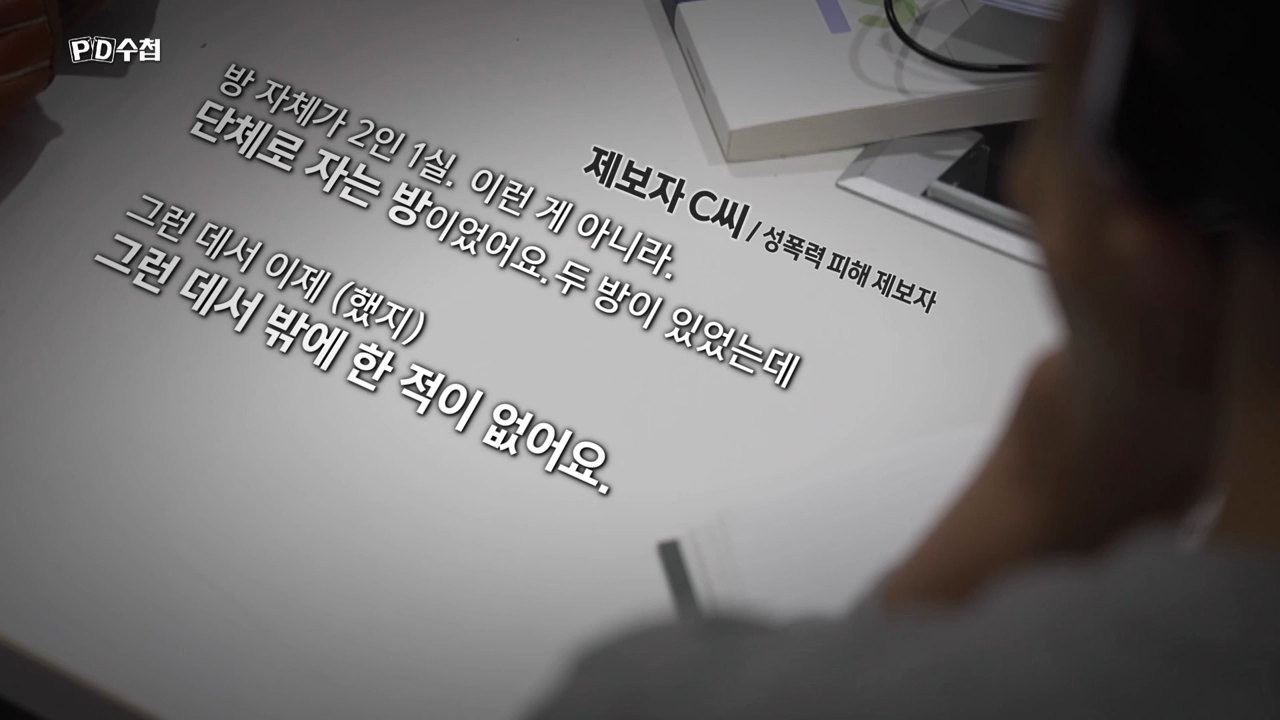 PD수첩
제보자 C씨 / 성폭력 피해 제보자
방 자체가 2인 1실. 이런 게 아니라.
단체로 자는 방이었어요. 두 방이 있었는데
그런 데서 이제 (했지)
그런 데서 밖에 한 적이 없어요.